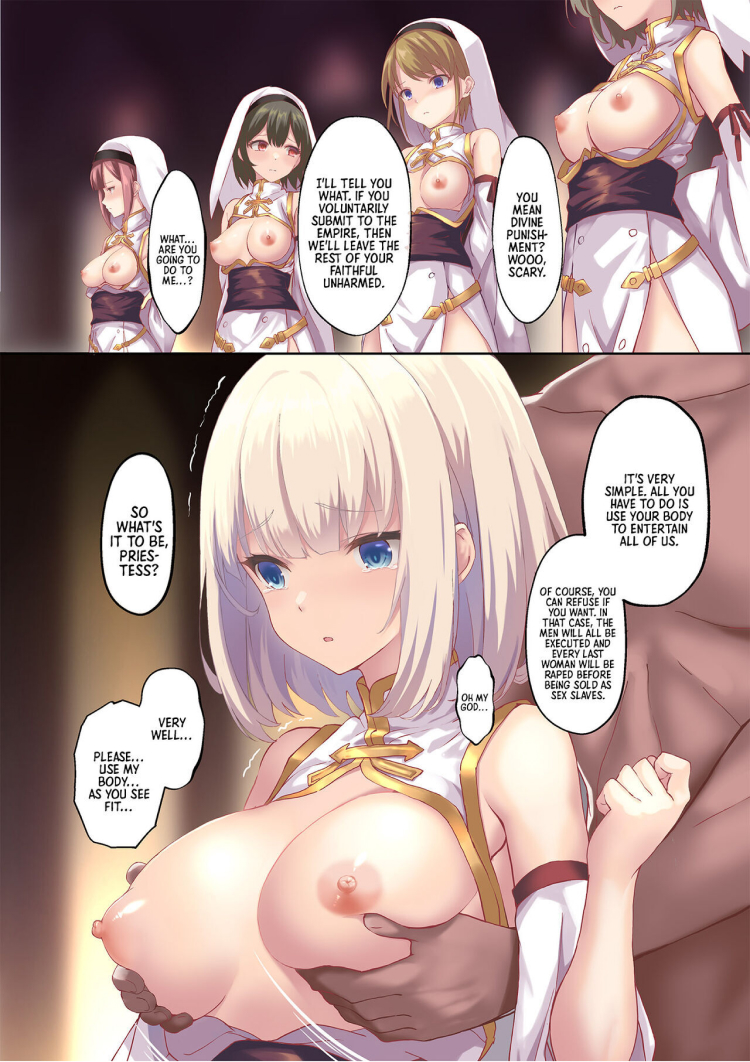 YOU
MEAN
DIVINE
PUNISH-
MENT?
WOOO,
SCARY.
I'LL TELL
YOU
WHAT. IF YOU
VOLUNTARILY
SUBMIT TO THE
EMPIRE, THEN
WE'LL LEAVE THE
REST OF YOUR
FAITHFUL
UNHARMED.
WHAT...
ARE YOU
GOING
TO DO
TO
ME...?
IT'S VERY
SIMPLE. ALL YOU
HAVE TO DO IS
USE YOUR BODY
TO ENTERTAIN
ALL OF US.
OF COURSE, YOU
CAN REFUSE IF
YOU WANT. IN
THAT CASE, THE
MEN WILL ALL BE
EXECUTED AND
EVERY LAST
WOMAN WILL BE
RAPED BEFORE
BEING SOLD AS
SEX SLAVES.
OH MY
GOD...
SO
WHAT'S
IT TO BE,
PRIES-
TESS?
VERY
WELL...
PLEASE...
USE MY
BODY...
AS YOU SEE
FIT...